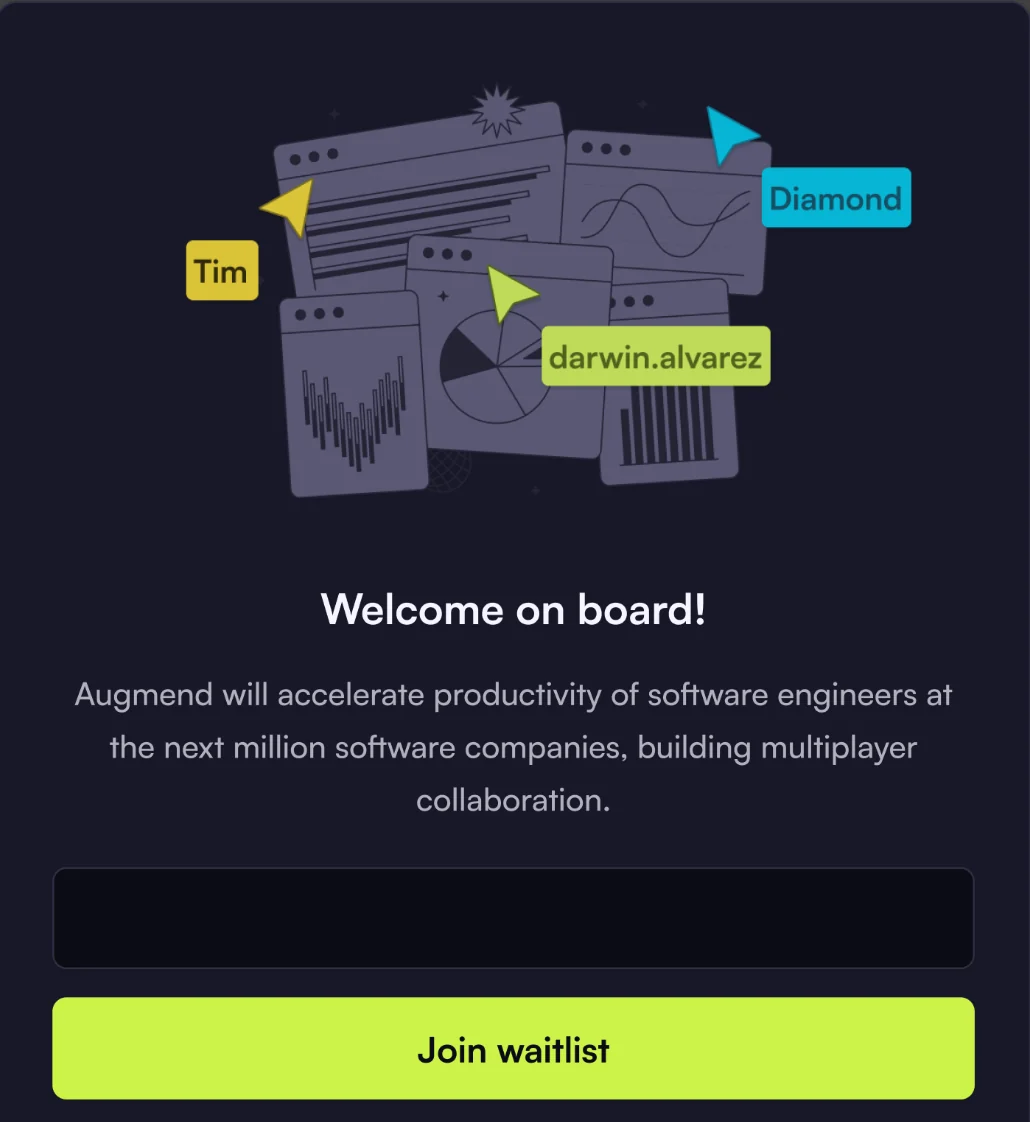 Diamond
Tim
darwin.alvarez
Welcome on board!
Augmend will accelerate productivity of software engineers at
the next million software companies, building multiplayer
collaboration.
Join waitlist